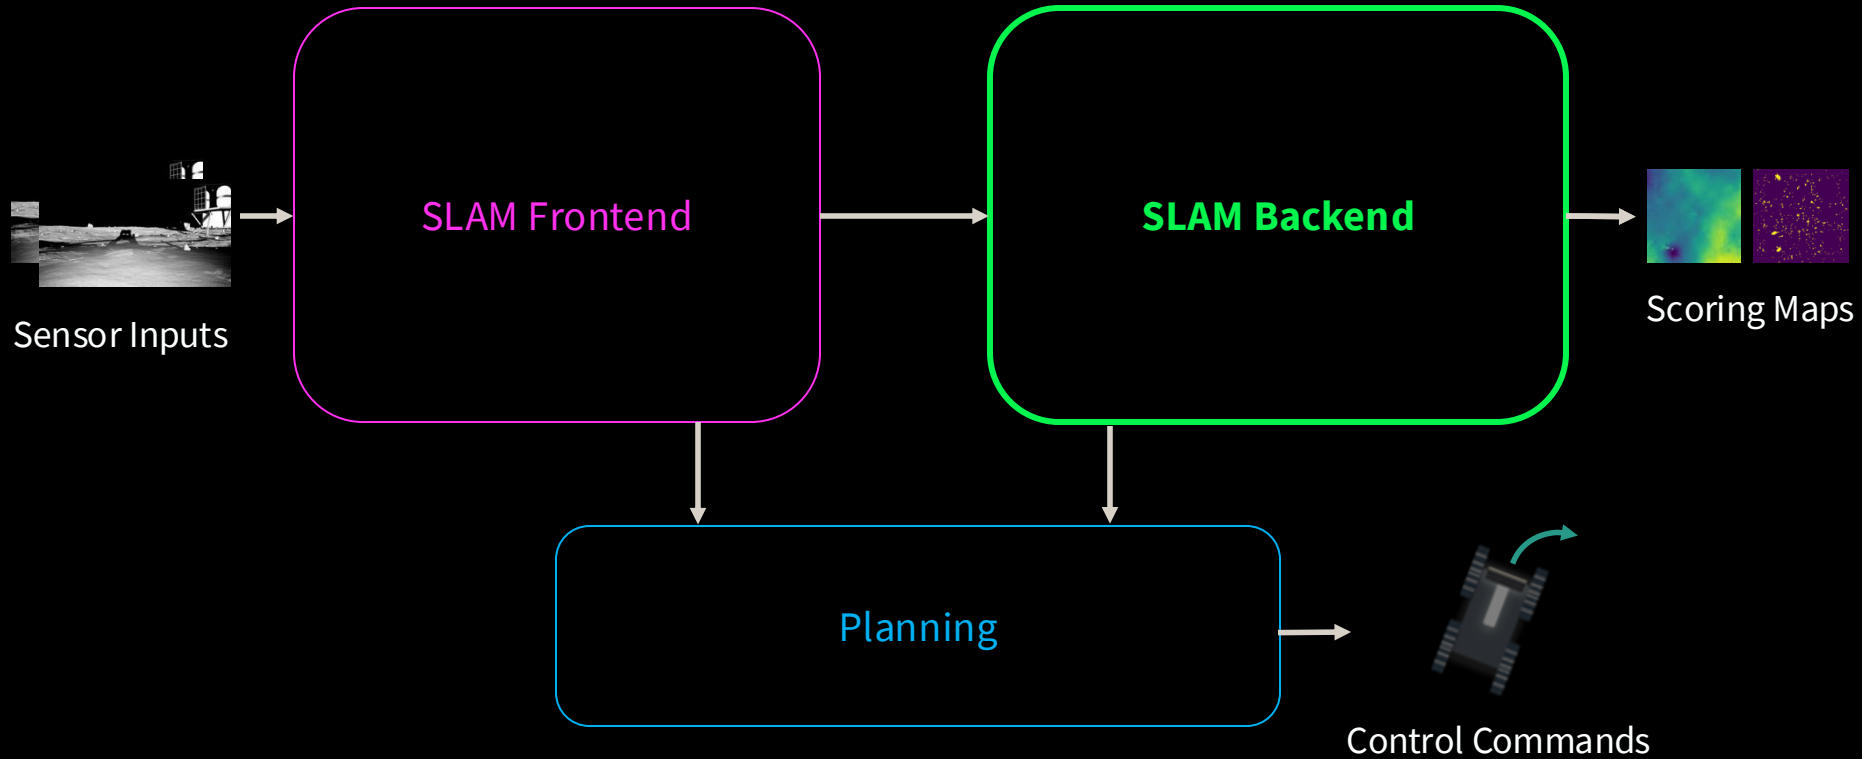 SLAM Frontend
SLAM Backend
Sensor Inputs
Scoring Maps
Planning
Control Commands